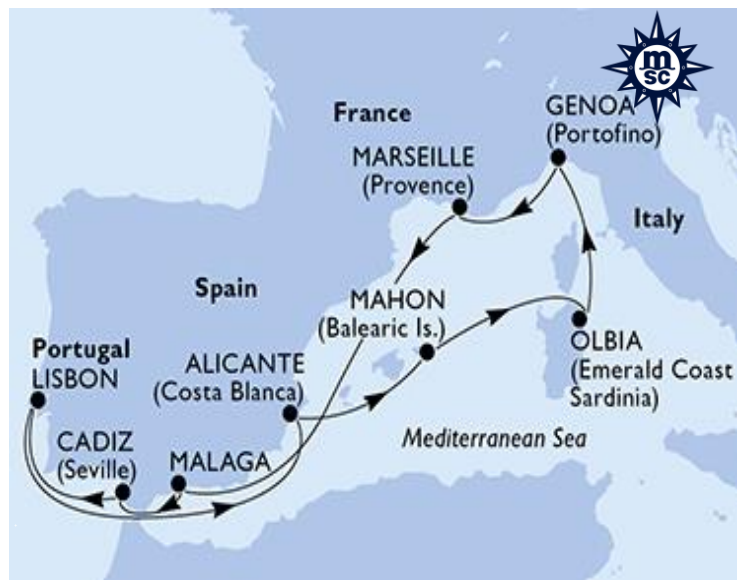 m
sc
GENOA
(Portofino)
France
MARSEILLE
(Provence)
Italy
Spain
MAHON
(Balearic Is.)
Portugal
LISBON
ALICANTE
(Costa Blanca)
OLBIA
(Emerald Coast
Sardinia)
CADIZ
(Seville)
MALAGA
Mediterranean Sea